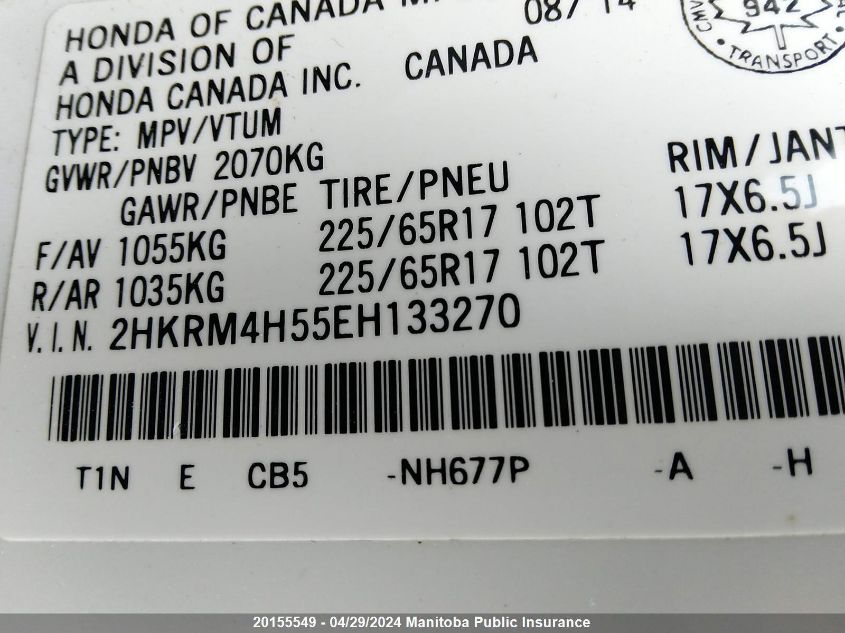 HONDA OF CANADA
08/ 14
A DIVISION OF
HONDA CANADA INC. CANADA
942
TRANSPORT
TYPE: MPV/VTUM
GVWR/PNBV 2070KG
GAWR/PNBE TIRE/PNEU RIM/JANT
F/AV 1055KG 225/65R17 102T 17X6.5J
R/AR 1035KG 225/65R17 102T 17X6.5J
V.I.N. 2HKRM4H55EH133270
T1N E CB5 -NH677P -A -H
20155549 - 04/29/2024 Manitoba Public Insurance